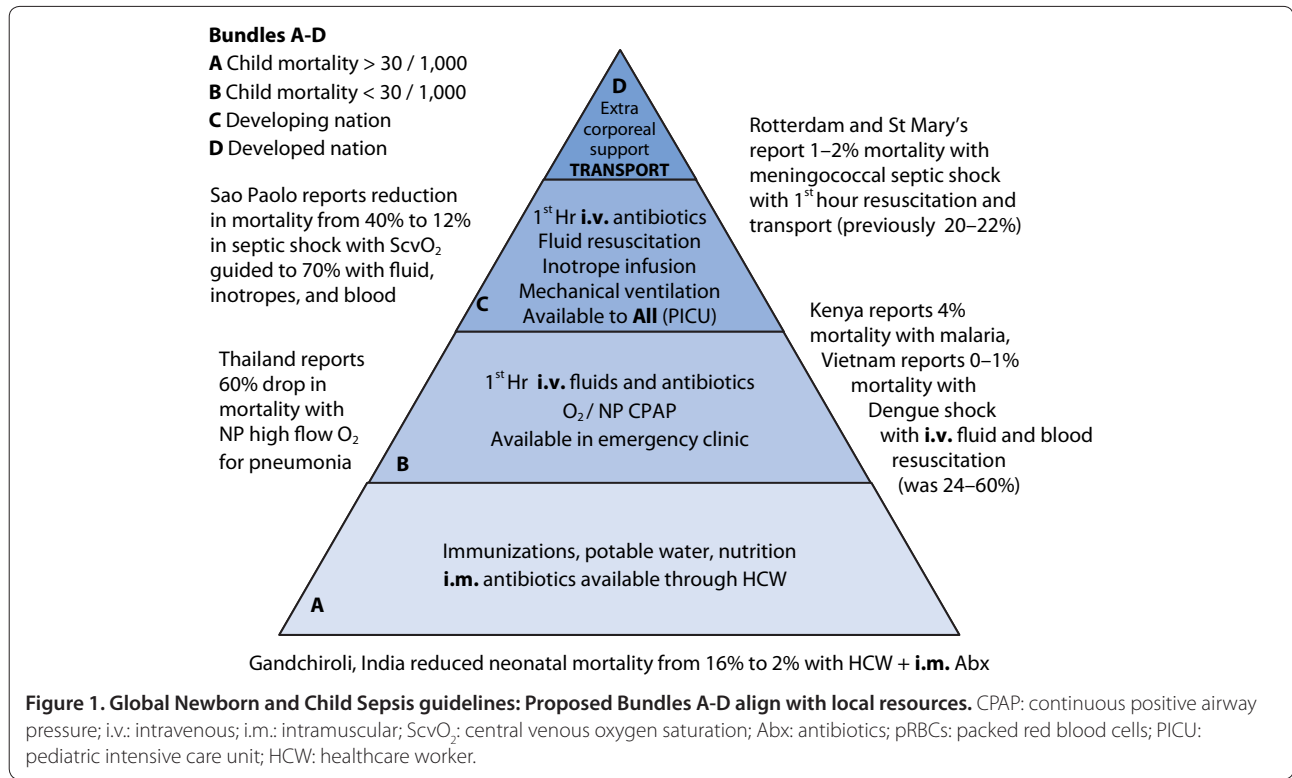 Bundles A-D
A Child mortality > 30 / 1,000
B Child mortality < 30 / 1,000
C Developing nation
D Developed nation
Sao Paolo reports reduction
in mortality from 40% to 12%
in septic shock with ScvO₂
guided to 70% with fluid,
inotropes, and blood
Thailand reports
60% drop in
mortality with
NP high flow O₂
for pneumonia
D
Extra
corporeal
support
TRANSPORT
1st Hr i.v. antibiotics
Fluid resuscitation
Inotrope infusion
Mechanical ventilation
Available to All (PICU)
C
1st Hr i.v. fluids and antibiotics
O₂ / NP CPAP
Available in emergency clinic
B
Immunizations, potable water, nutrition
i.m. antibiotics available through HCW
A
Rotterdam and St Mary's
report 1–2% mortality with
meningococcal septic shock
with 1st hour resuscitation and
transport (previously 20–22%)
Kenya reports 4%
mortality with malaria,
Vietnam reports 0–1%
mortality with
Dengue shock
with i.v. fluid and blood
resuscitation
(was 24–60%)
Gandchiroli, India reduced neonatal mortality from 16% to 2% with HCW + i.m. Abx
Figure 1. Global Newborn and Child Sepsis guidelines: Proposed Bundles A-D align with local resources. CPAP: continuous positive airway
pressure; i.v.: intravenous; i.m.: intramuscular; ScvO₂: central venous oxygen saturation; Abx: antibiotics; pRBCs: packed red blood cells; PICU:
pediatric intensive care unit; HCW: healthcare worker.